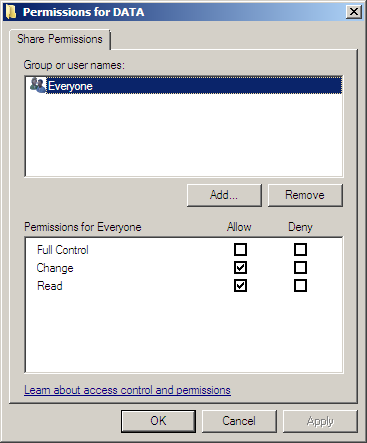 Permissions for DATA
Share Permissions
Group or user names:
Everyone
Add...
Remove
Permissions for Everyone Allow Deny
Full Control
Change
Read
Learn about access control and permissions
OK Cancel Apply